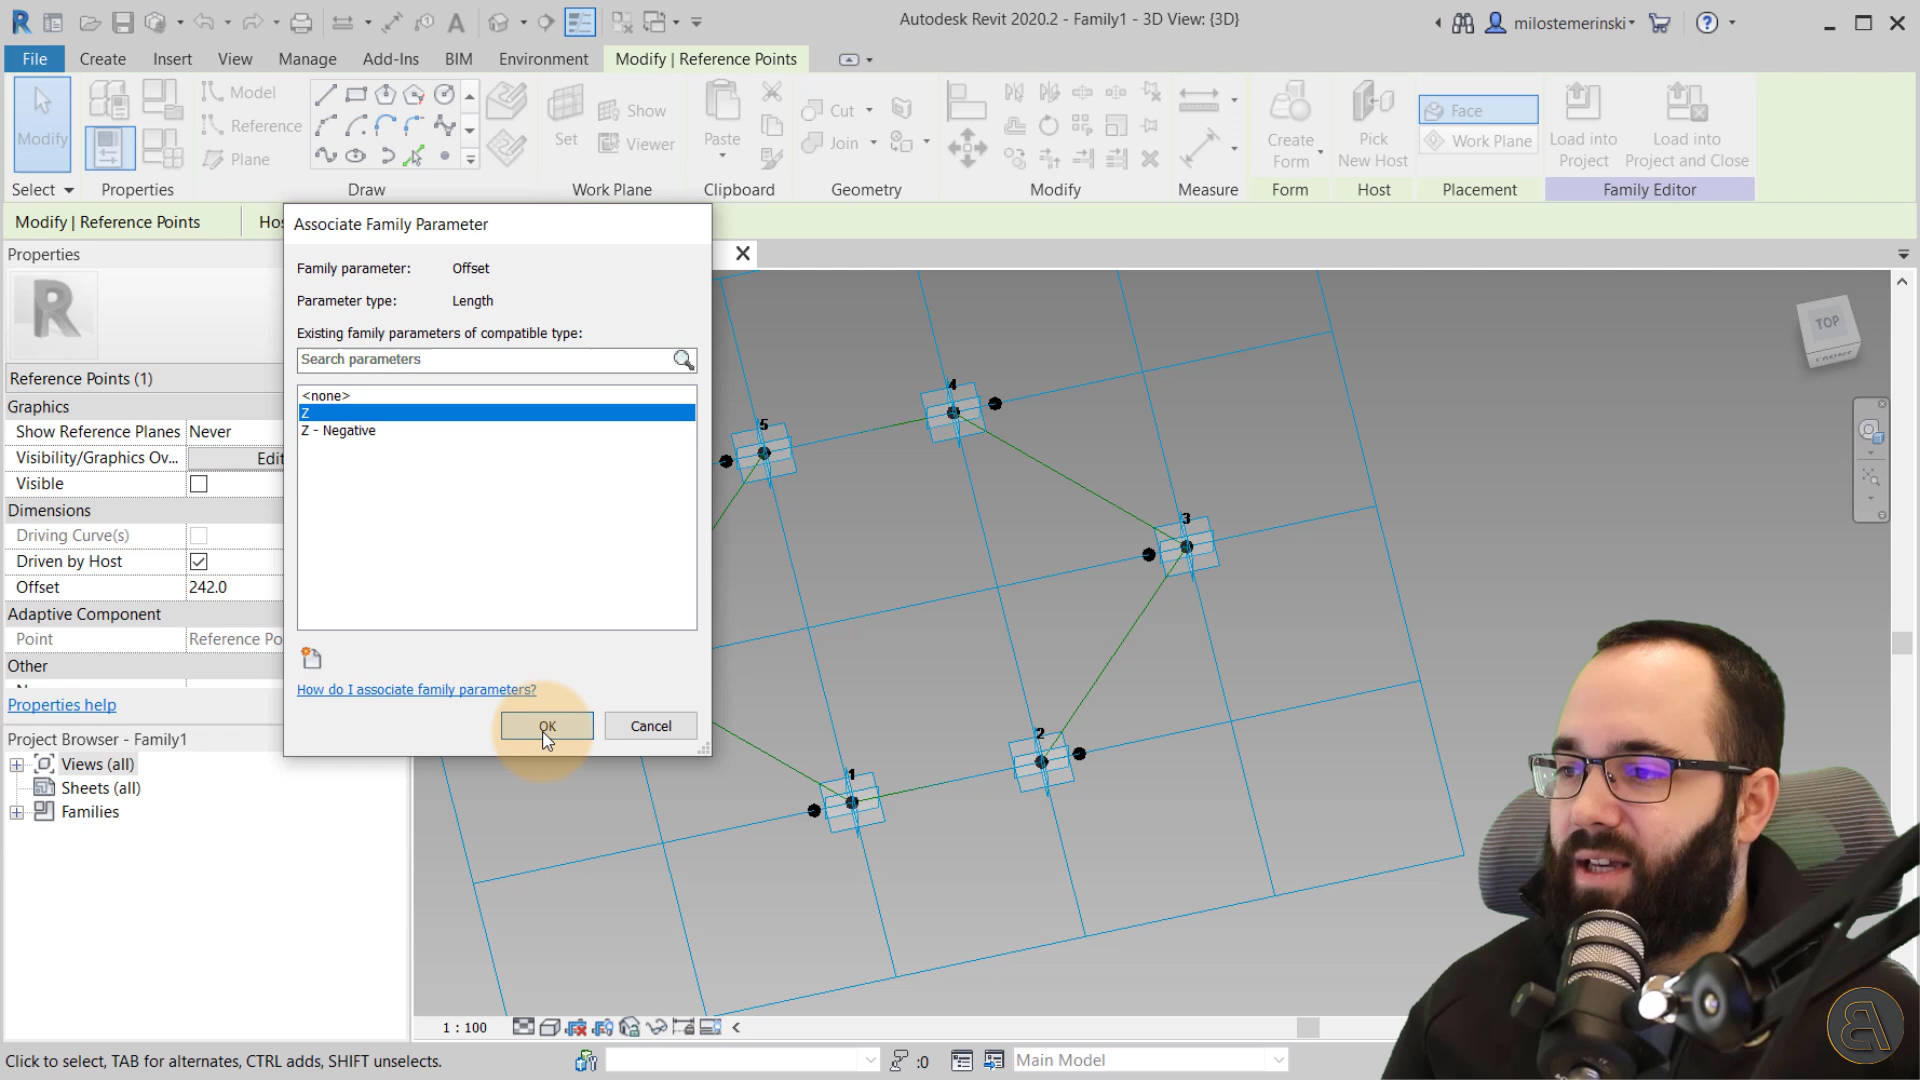 Autodesk Revit 2020.2 - Family1 - 3D View: {3D}
milostemerinski
File
Create
Insert
View
Manage
Add-Ins
BIM
Environment
Modify | Reference Points
Modify
Model
Reference
Plane
Set
Show
Viewer
Paste
Cut
Join
Create Form
Pick New Host
Face
Work Plane
Load into Project
Load into Project and Close
Select
Properties
Draw
Work Plane
Clipboard
Geometry
Modify
Measure
Form
Host
Placement
Family Editor
Modify | Reference Points
Properties
Reference Points (1)
Graphics
Show Reference Planes Never
Visibility/Graphics Ov...
Visible
Dimensions
Driving Curve(s)
Driven by Host
Offset 242.0
Adaptive Component
Point
Other
Properties help
Project Browser - Family1
Views (all)
Sheets (all)
Families
Associate Family Parameter
Family parameter: Offset
Parameter type: Length
Existing family parameters of compatible type:
Search parameters
<none>
Z
Z - Negative
How do I associate family parameters?
OK
Cancel
4
5
3
2
1
TOP
FRONT
1 : 100
Click to select, TAB for alternates, CTRL adds, SHIFT unselects.
:0
Main Model